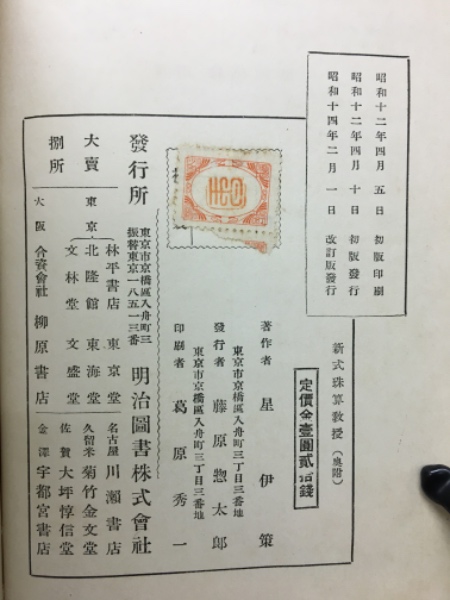 昭和十二年四月五日 初版印刷
昭和十二年四月十日 初版發行
昭和十四年二月一日 改訂版發行
新式珠算教授（奥附）
定價金壹圓貳拾錢
著作者 星伊策
東京市京橋區入舟町三丁目三番地
發行者 藤原惣太郎
東京市京橋區入舟町三丁目三番地
印刷者 葛原秀一
發行所
東京市京橋區入舟町三
振替東京一八五一三番
明治圖書株式會社
大賣捌所
東京
林平書店 東京堂
北隆館 東海堂
文林堂 文盛堂
大阪 合資會社 柳原書店
名古屋 川瀬書店
久留米 菊竹金文堂
佐賀 大坪惇信堂
金澤 宇都宮書店